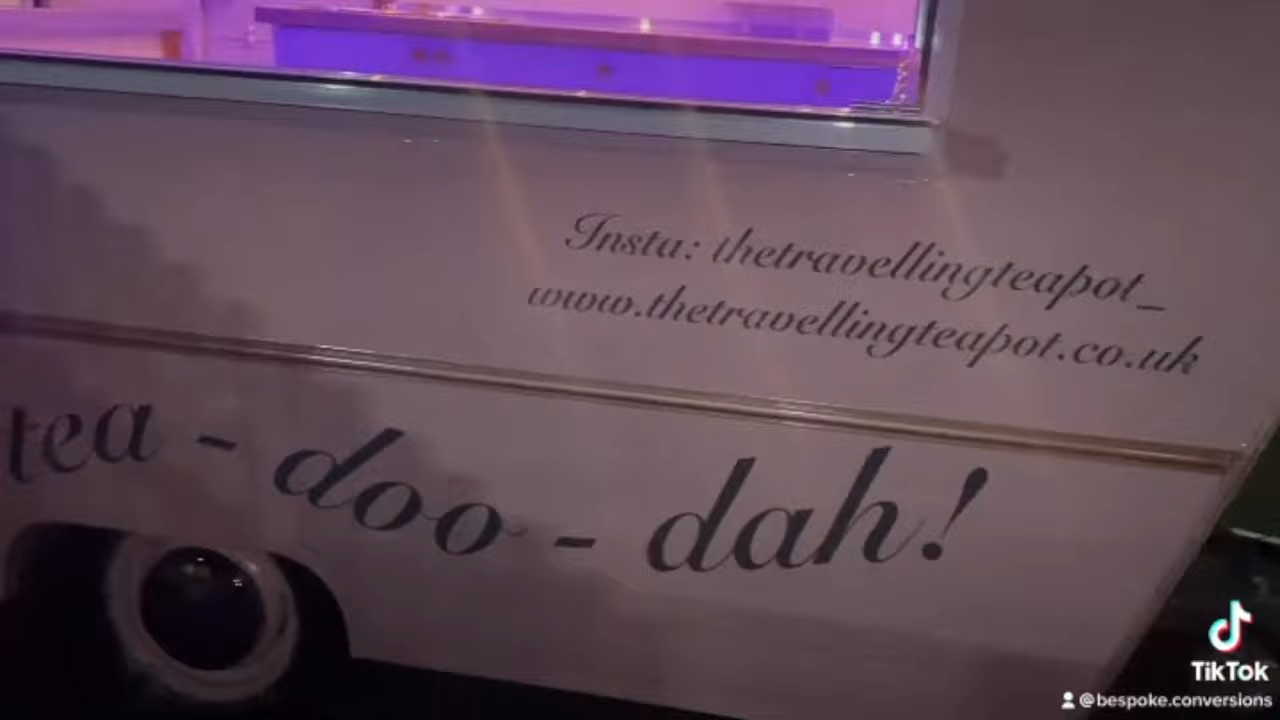 Insta: thetravellingteapot_
www.thetravellingteapot.co.uk
tea - doo - dah!
TikTok
@bespoke.conversions